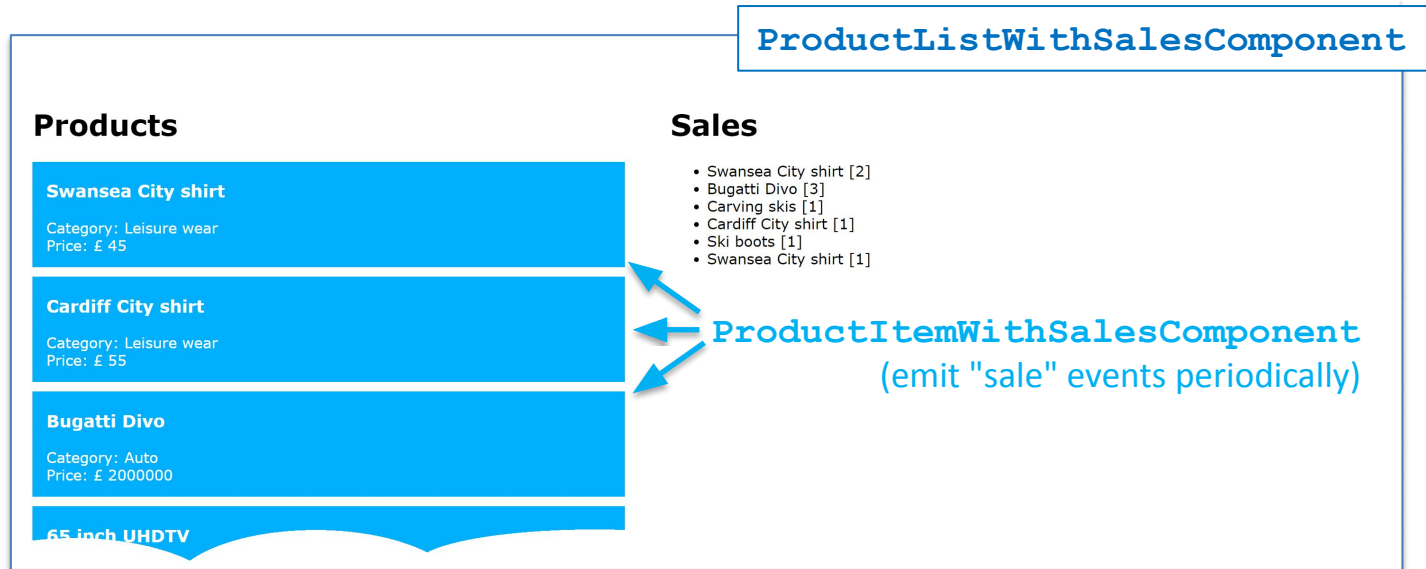 ProductListWithSalesComponent
Products
Swansea City shirt
Category: Leisure wear
Price: £ 45
Cardiff City shirt
Category: Leisure wear
Price: £ 55
Bugatti Divo
Category: Auto
Price: £ 2000000
65 inch UHDTV
Sales
• Swansea City shirt [2]
• Bugatti Divo [3]
• Carving skis [1]
• Cardiff City shirt [1]
• Ski boots [1]
• Swansea City shirt [1]
ProductItemWithSalesComponent
(emit "sale" events periodically)